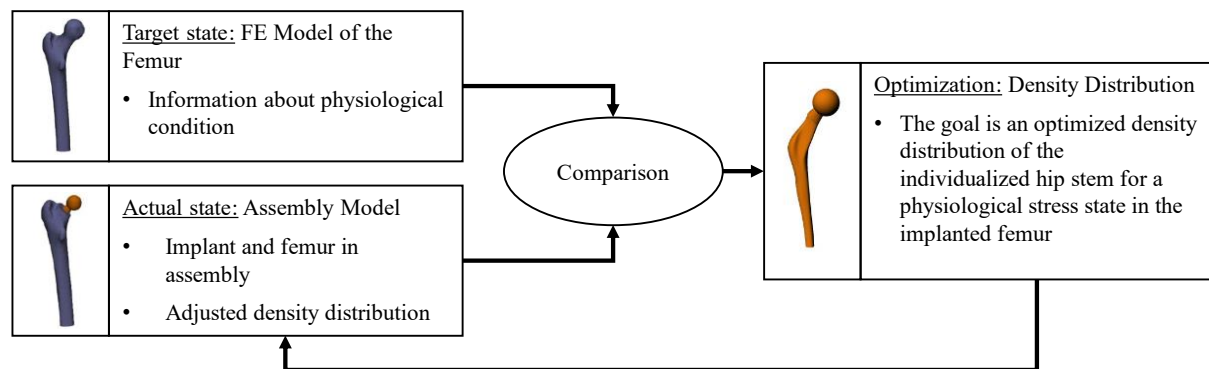 Target state: FE Model of the
Femur
• Information about physiological
condition
Actual state: Assembly Model
• Implant and femur in
assembly
• Adjusted density distribution
Comparison
Optimization: Density Distribution
• The goal is an optimized density
distribution of the
individualized hip stem for a
physiological stress state in the
implanted femur